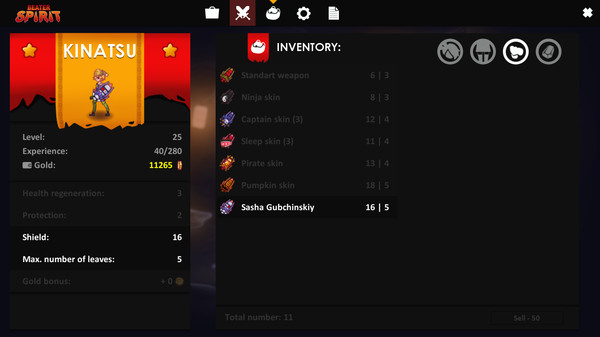 BEATER
SPIRIT
KINATSU
Level: 25
Experience: 40/280
Gold: 11265
Health regeneration: 3
Protection: 2
Shield: 16
Max. number of leaves: 5
Gold bonus: + 0
INVENTORY:
Standart weapon 6 | 3
Ninja skin 8 | 3
Captain skin (3) 12 | 4
Sleep skin (3) 11 | 4
Pirate skin 13 | 4
Pumpkin skin 18 | 5
Sasha Gubchinskiy 16 | 5
Total number: 11
Sell - $0